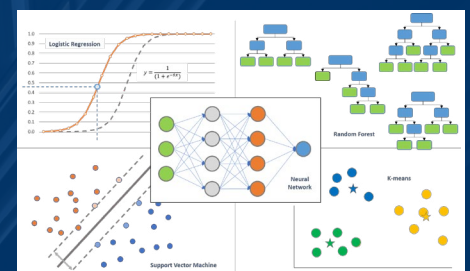 Logistic Regression
1.0
0.9
0.8
0.7
0.6
0.5
0.4
0.3
0.2
0.1
0.0
Random Forest
Neural
Network
K-means
Support Vector Machine